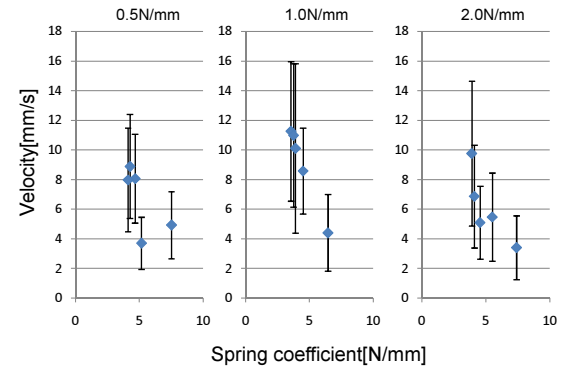 0.5N/mm 1.0N/mm 2.0N/mm
18 18 18
16 16 16
14 14 14
12 12 12
10 10 10
8 8 8
6 6 6
4 4 4
2 2 2
0 0 0
0 5 10 0 5 10 0 5 10
Velocity[mm/s]
Spring coefficient[N/mm]